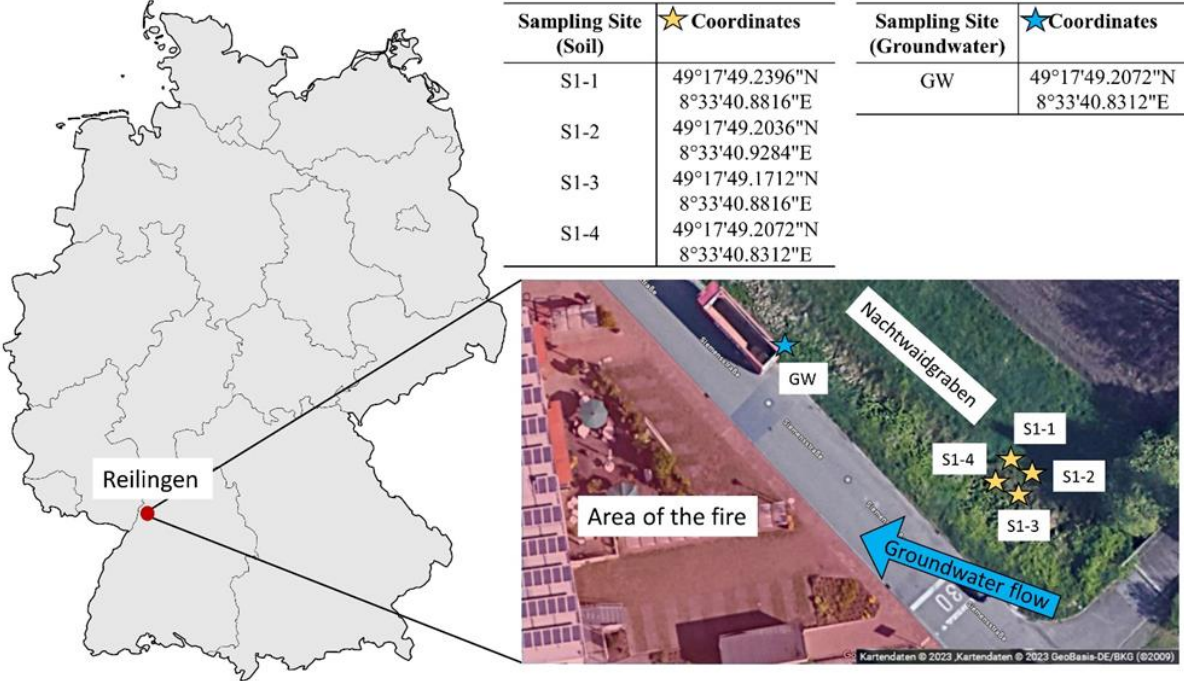 Sampling Site (Soil)
Coordinates
S1-1
49°17'49.2396"N
8°33'40.8816"E
S1-2
49°17'49.2036"N
8°33'40.9284"E
S1-3
49°17'49.1712"N
8°33'40.8816"E
S1-4
49°17'49.2072"N
8°33'40.8312"E
Sampling Site (Groundwater)
Coordinates
GW
49°17'49.2072"N
8°33'40.8312"E
Reilingen
Siemensstraße
Siemensstraße
Siemensstraße
GW
Nachtwaidgraben
S1-1
S1-4
S1-2
S1-3
Area of the fire
Groundwater flow
30
Kartendaten © 2023 ,Kartendaten © 2023 GeoBasis-DE/BKG (©2009)